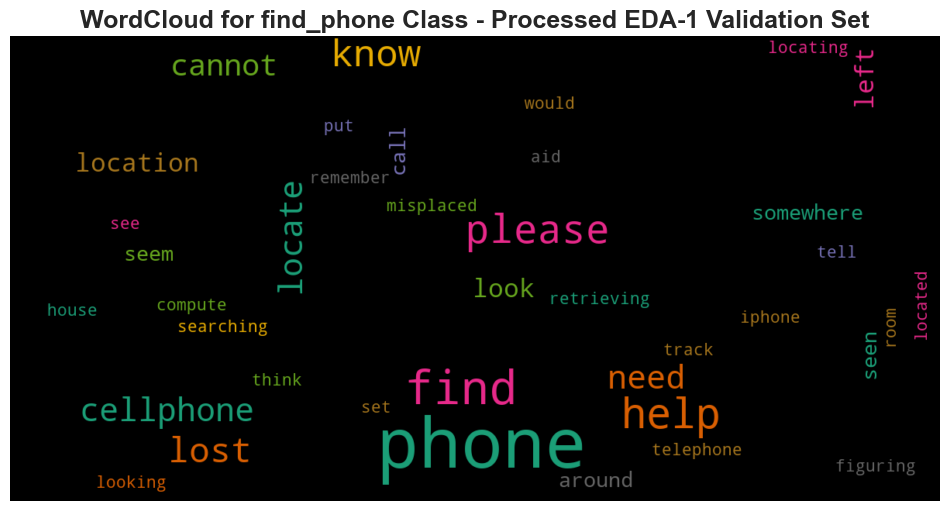 WordCloud for find_phone Class - Processed EDA-1 Validation Set
know
locating
cannot
left
would
put
call
aid
location
remember
locate
misplaced
somewhere
see
please
seem
tell
look
located
retrieving
house
compute
iphone
room
searching
seen
track
think
find
need
cellphone
set
help
phone
lost
telephone
figuring
looking
around